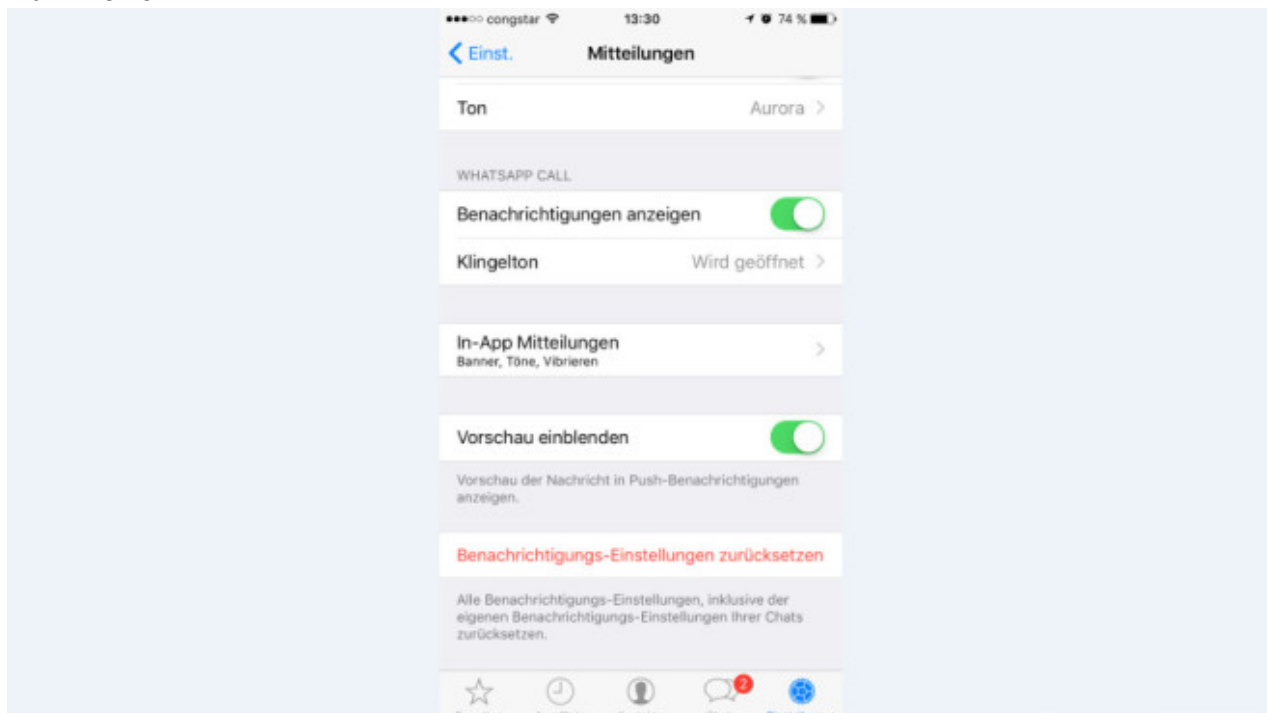 congstar 13:30 74 %
Einst. Mitteilungen
Ton Aurora
WHATSAPP CALL
Benachrichtigungen anzeigen
Klingelton Wird geöffnet
In-App Mitteilungen
Banner, Töne, Vibrieren
Vorschau einblenden
Vorschau der Nachricht in Push-Benachrichtigungen
anzeigen.
Benachrichtigungs-Einstellungen zurücksetzen
Alle Benachrichtigungs-Einstellungen, inklusive der
eigenen Benachrichtigungs-Einstellungen Ihrer Chats
zurücksetzen.
2